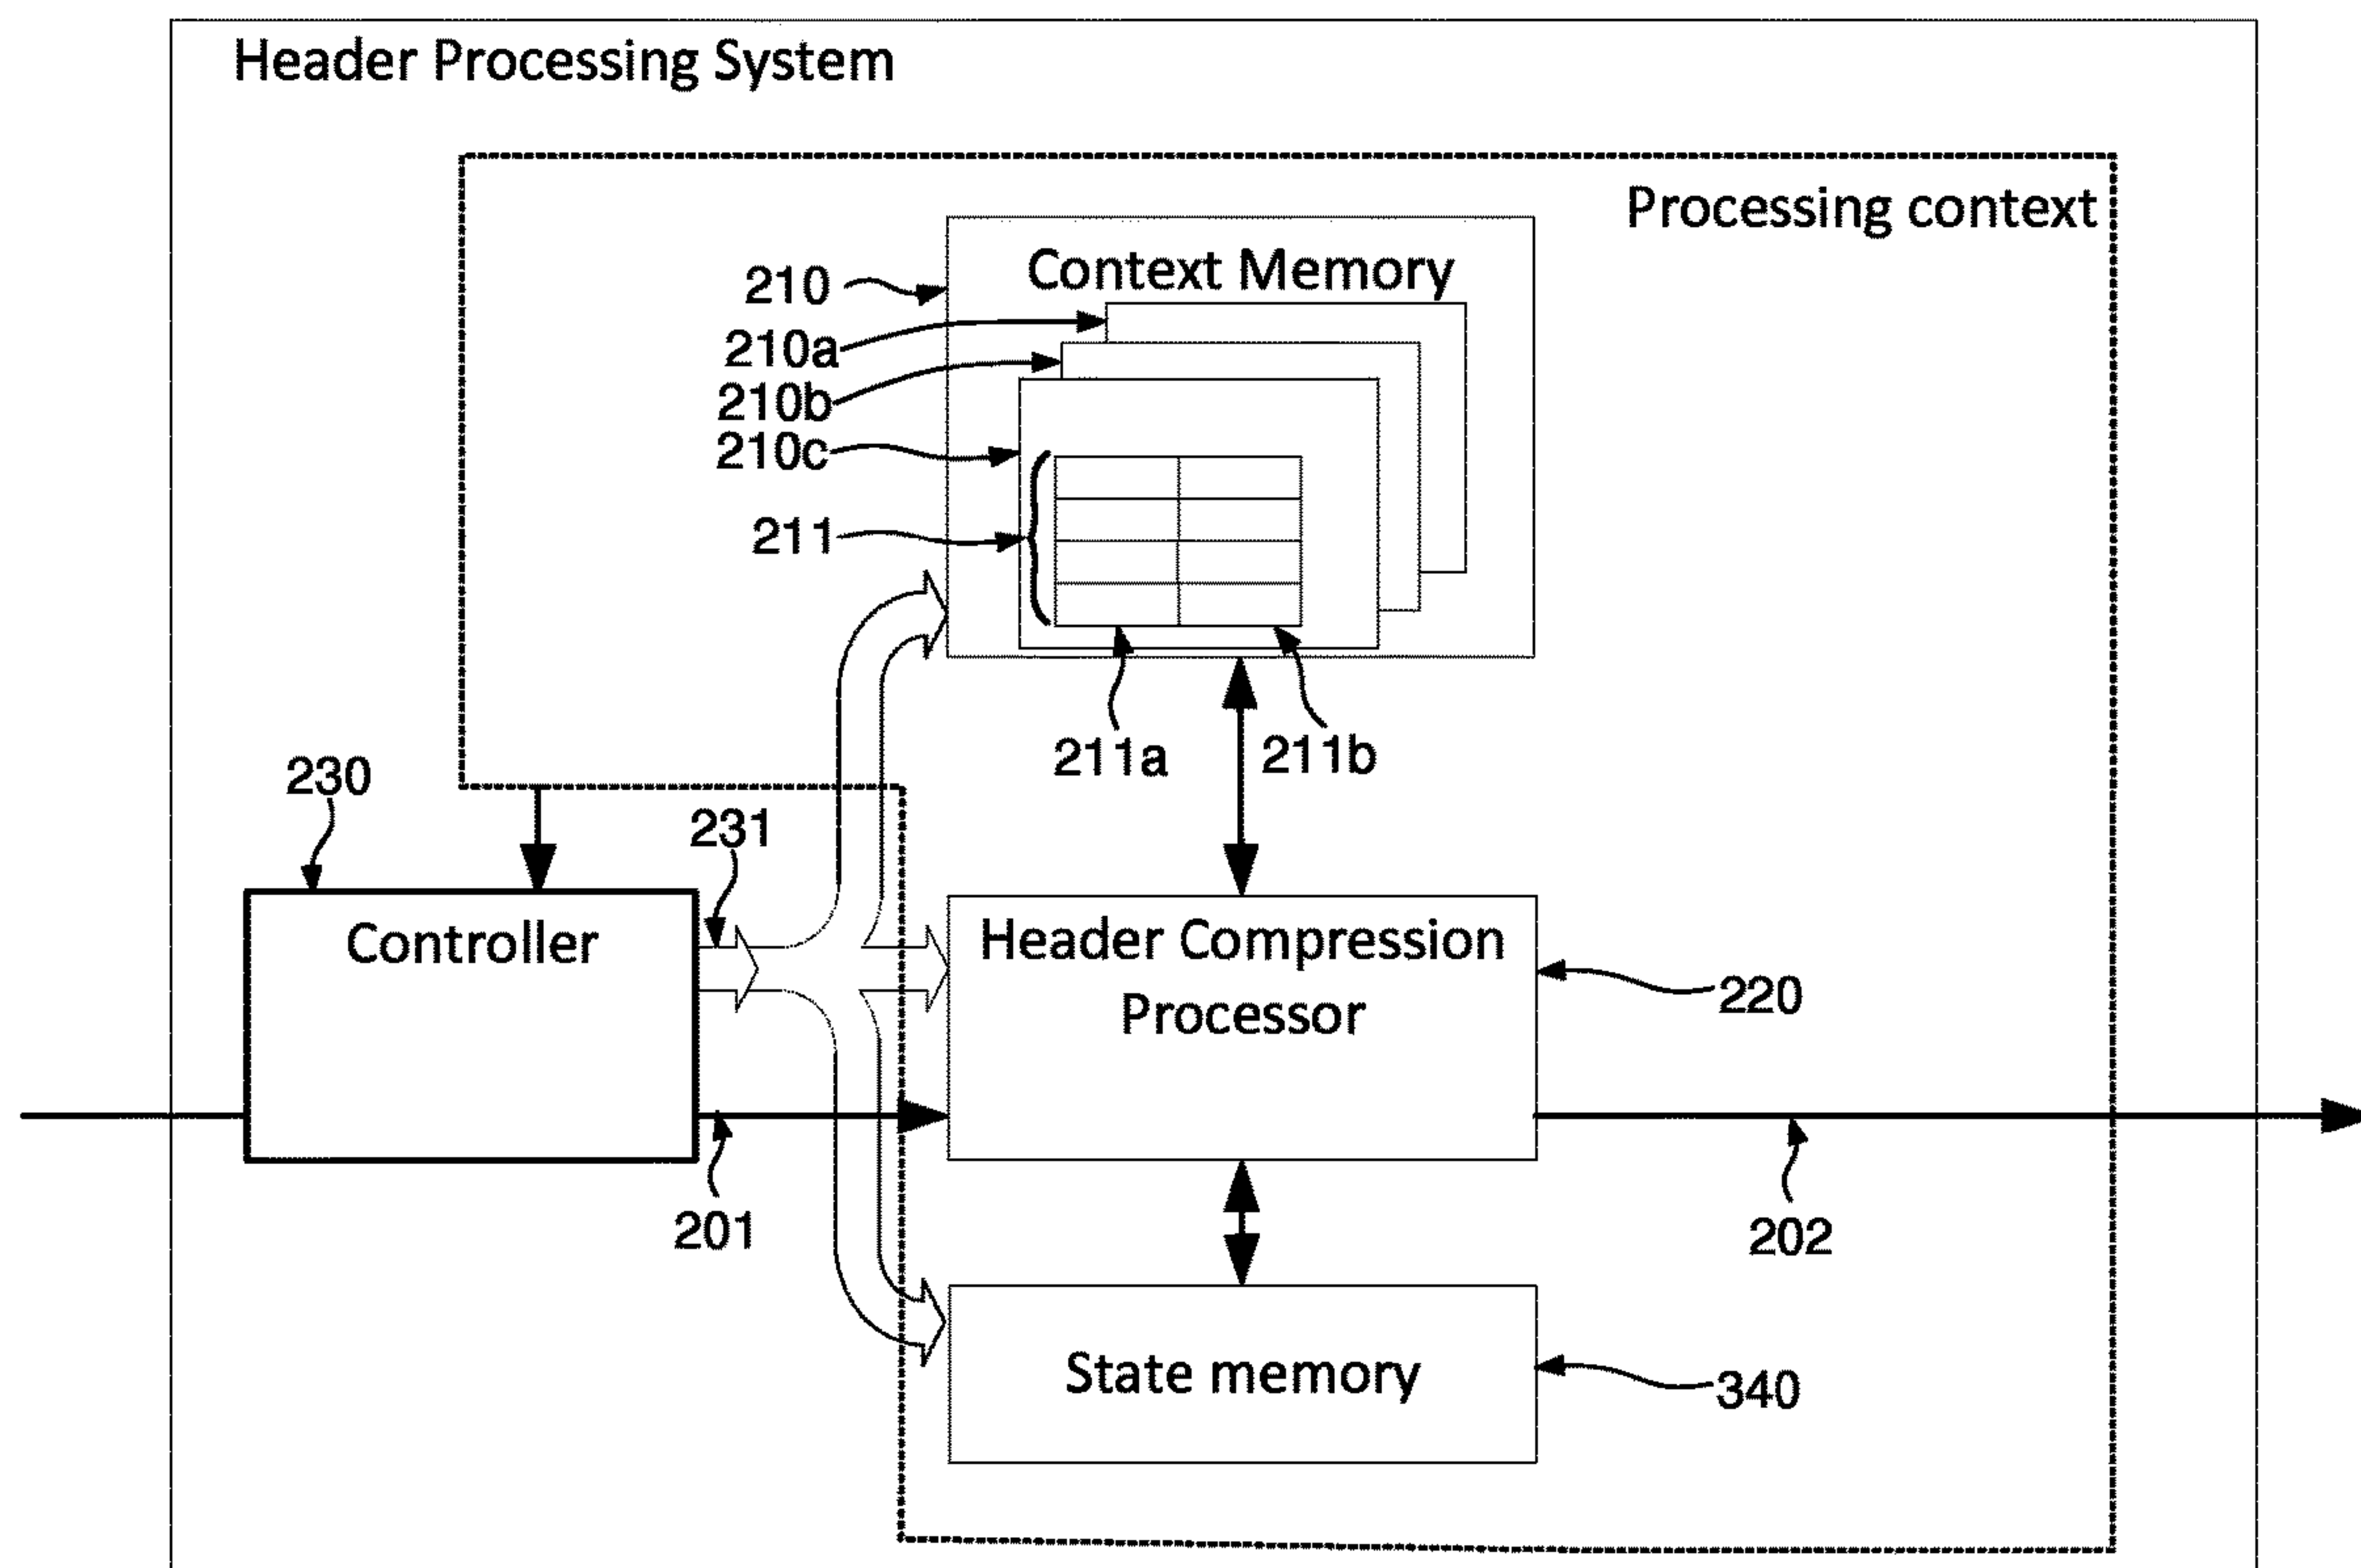 Header Processing System
Processing context
210
Context Memory
210a
210b
210c
211
211a
211b
230
231
Controller
Header Compression
Processor
220
201
202
State memory
340